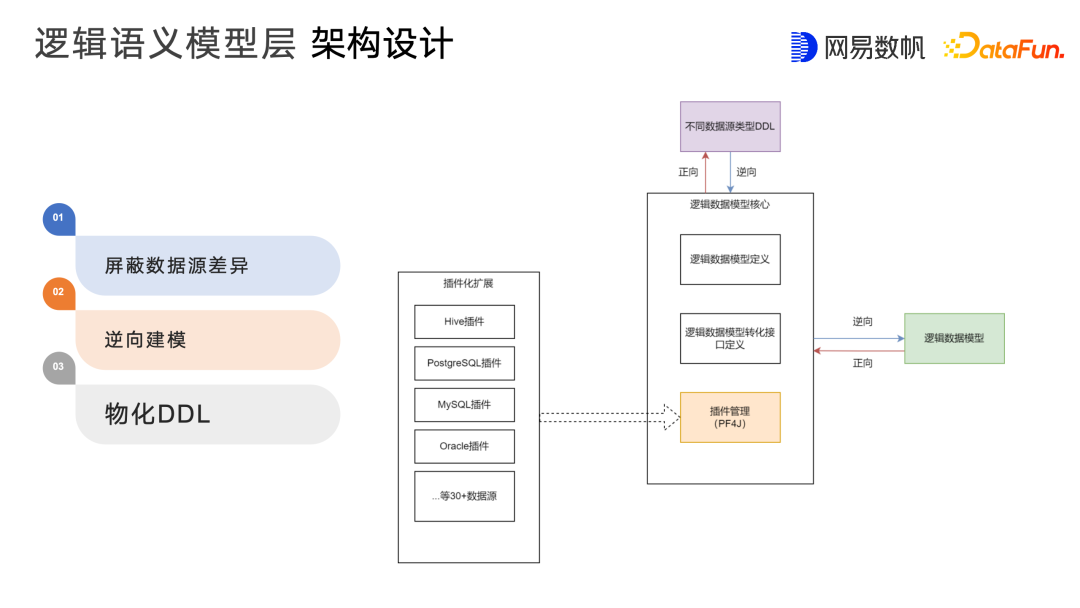 逻辑语义模型层 架构设计
网易数帆
DataFun.
01
屏蔽数据源差异
02
逆向建模
03
物化DDL
插件化扩展
Hive插件
PostgreSQL插件
MySQL插件
Oracle插件
...等30+数据源
不同数据源类型DDL
正向
逆向
逻辑数据模型核心
逻辑数据模型定义
逻辑数据模型转化接
口定义
插件管理
(PF4J)
逆向
正向
逻辑数据模型